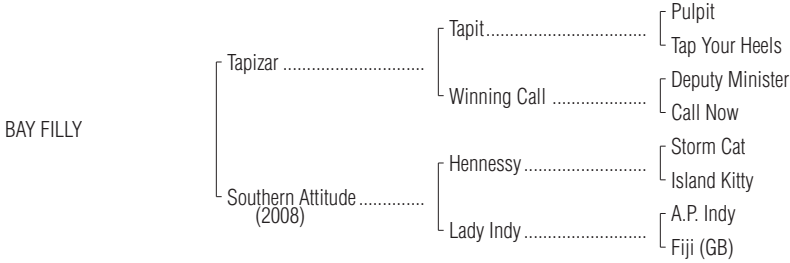 Pulpit
Tapit..................................
Tap Your Heels
Tapizar ..............................
Deputy Minister
Winning Call ....................
Call Now
BAY FILLY
Storm Cat
Hennessy..........................
Island Kitty
Southern Attitude..............
(2008)
A.P. Indy
Lady Indy ..........................
Fiji (GB)